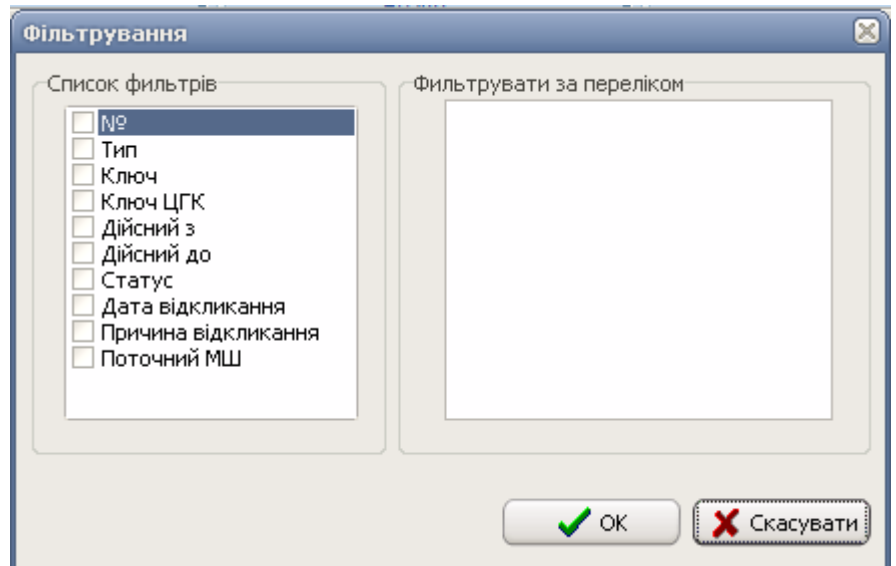 Фільтрування
Список фильтрів
Фильтрувати за переліком
№
Тип
Ключ
Ключ ЦГК
Дійсний з
Дійсний до
Статус
Дата відкликання
Причина відкликання
Поточний МШ
ОК
Скасувати